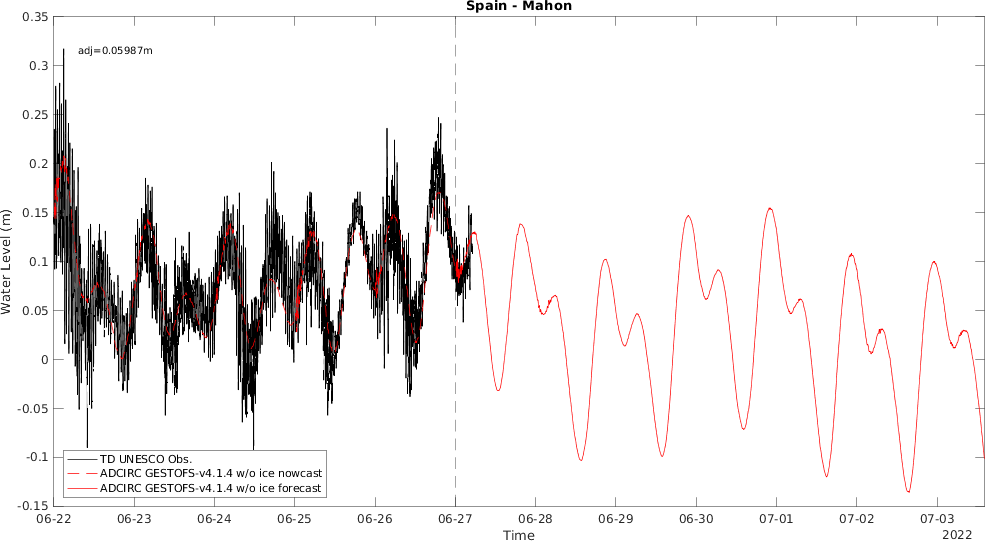 Spain - Mahon
adj=0.05987m
0.35
0.3
0.25
0.2
0.15
0.1
0.05
0
-0.05
-0.1
-0.15
Water Level (m)
TD UNESCO Obs.
ADCIRC GESTOFS-v4.1.4 w/o ice nowcast
ADCIRC GESTOFS-v4.1.4 w/o ice forecast
06-22 06-23 06-24 06-25 06-26 06-27 06-28 06-29 06-30 07-01 07-02 07-03
Time
2022